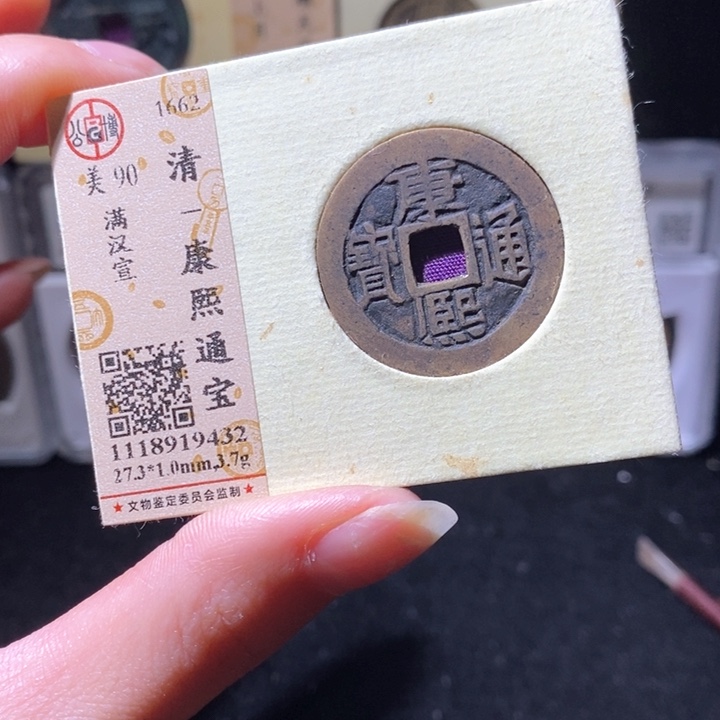 1662
清—康熙通宝
美 90
满汉宣
1118919432
27.3*1.0mm,3.7g
★文物鉴定委员会监制★
康熙通寳